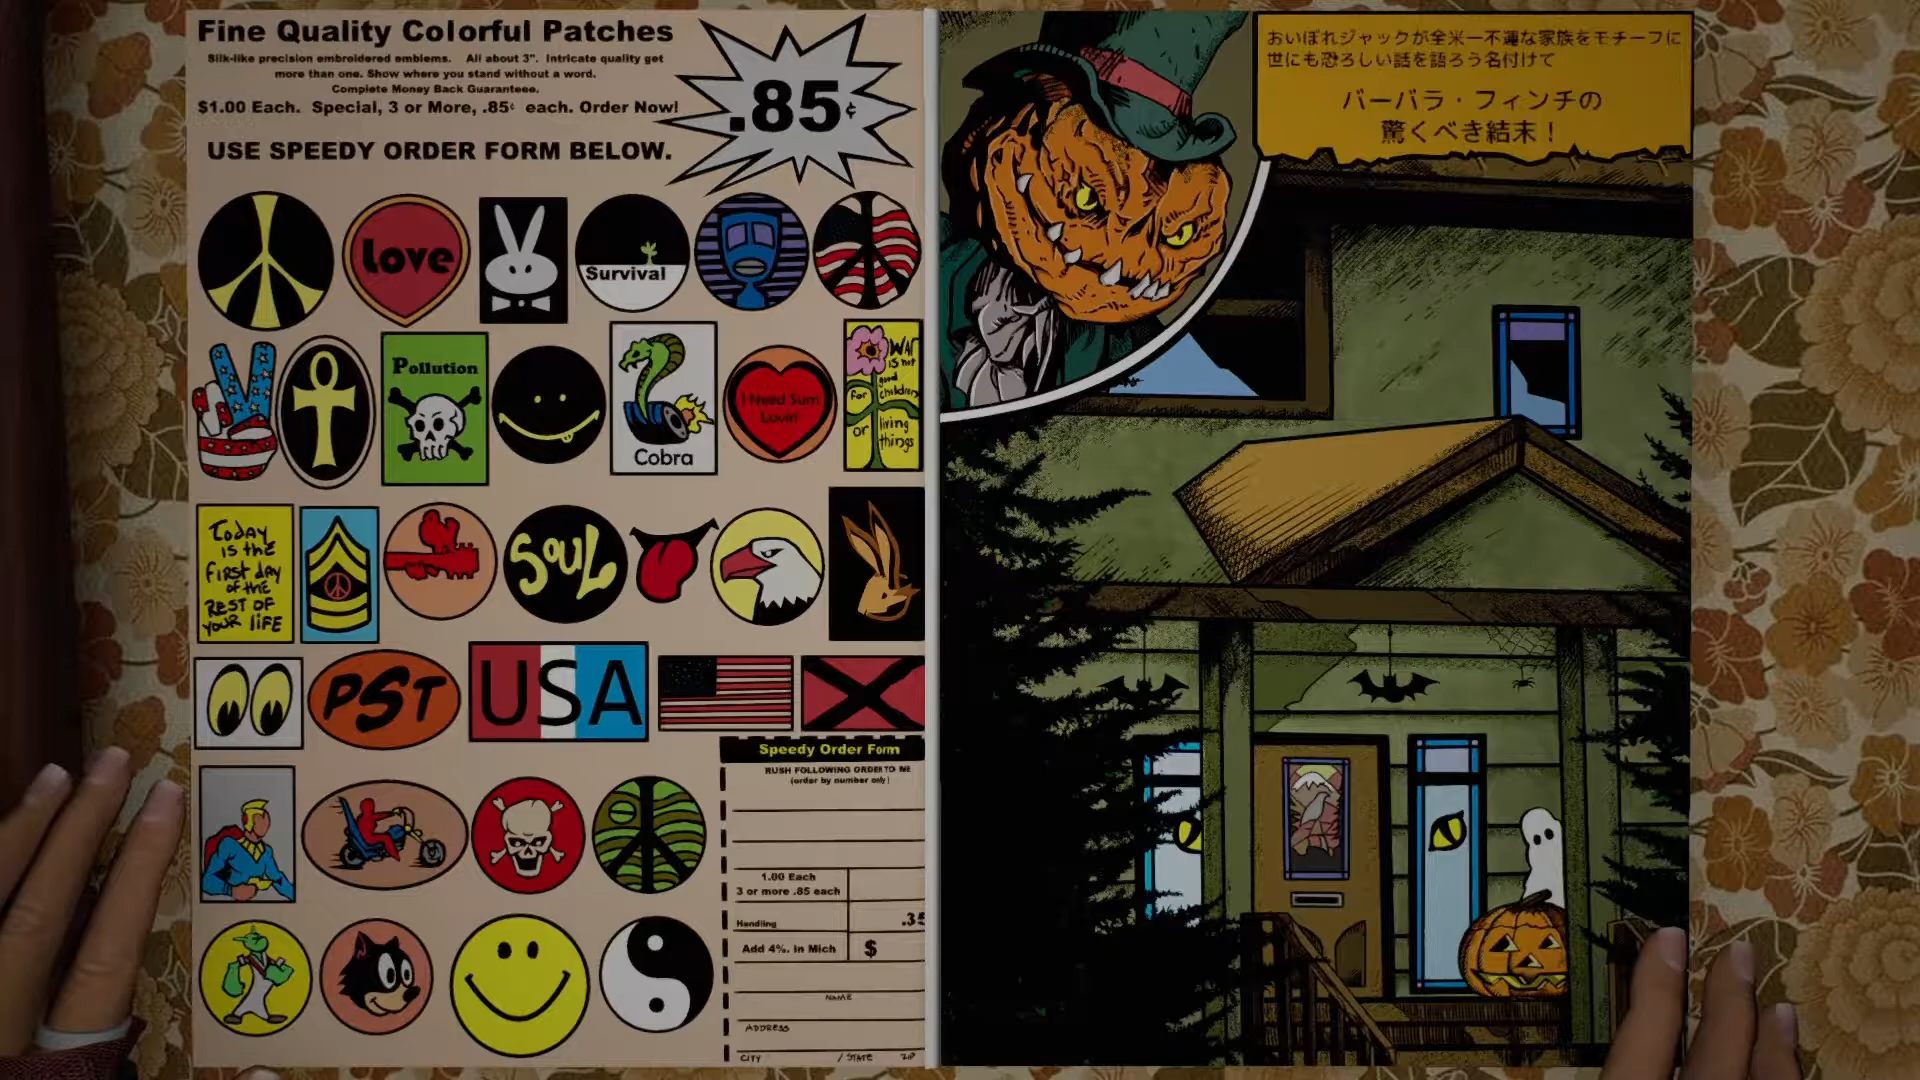 Fine Quality Colorful Patches
Silk-like precision embroidered emblems. All about 3". Intricate quality get
more than one. Show where you stand without a word.
Complete Money Back Guaranteee.
$1.00 Each. Special, 3 or More, .85¢ each. Order Now!
.85¢
USE SPEEDY ORDER FORM BELOW.
Love
Survival
Pollution
Cobra
I Need Sum
Lovin'
WAR
is not
good
for children
or living
things
Today
is the
first day
of the
REST OF
YOUR LIFE
SOUL
PST
USA
Speedy Order Form
RUSH FOLLOWING ORDER TO ME
(order by number only)
1.00 Each
3 or more .85 each
Handling
.35
Add 4%. in Mich
$
NAME
ADDRESS
CITY / STATE ZIP
おいぼれジャックが全米一不運な家族をモチーフに
世にも恐ろしい話を語ろう名付けて
バーバラ・フィンチの
驚くべき結末！